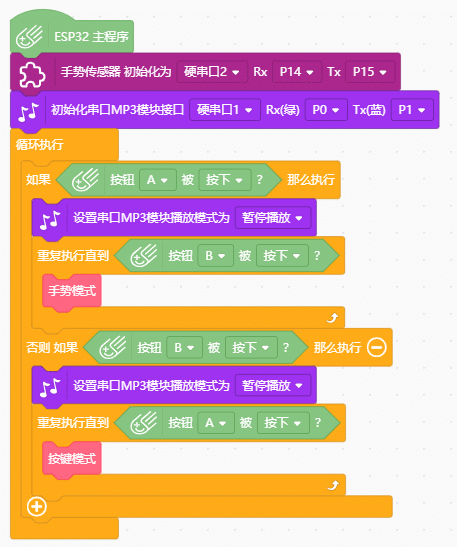 ESP32 主程序
手势传感器 初始化为 硬串口2 Rx P14 Tx P15
初始化串口MP3模块接口 硬串口1 Rx(绿) P0 Tx(蓝) P1
循环执行
如果 按钮 A 被 按下 ? 那么执行
设置串口MP3模块播放模式为 暂停播放
重复执行直到 按钮 B 被 按下 ?
手势模式
否则 如果 按钮 B 被 按下 ? 那么执行
设置串口MP3模块播放模式为 暂停播放
重复执行直到 按钮 A 被 按下 ?
按键模式